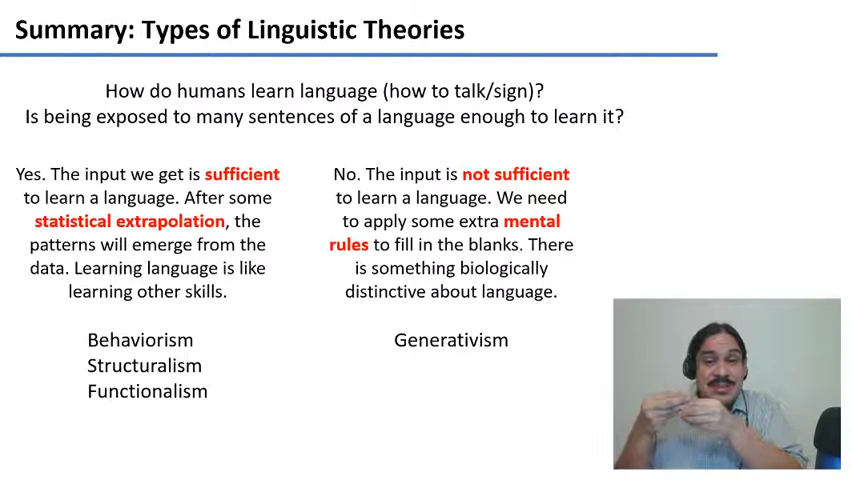 Summary: Types of Linguistic Theories
How do humans learn language (how to talk/sign)?
Is being exposed to many sentences of a language enough to learn it?
Yes. The input we get is sufficient
to learn a language. After some
statistical extrapolation, the
patterns will emerge from the
data. Learning language is like
learning other skills.
Behaviorism
Structuralism
Functionalism
No. The input is not sufficient
to learn a language. We need
to apply some extra mental
rules to fill in the blanks. There
is something biologically
distinctive about language.
Generativism